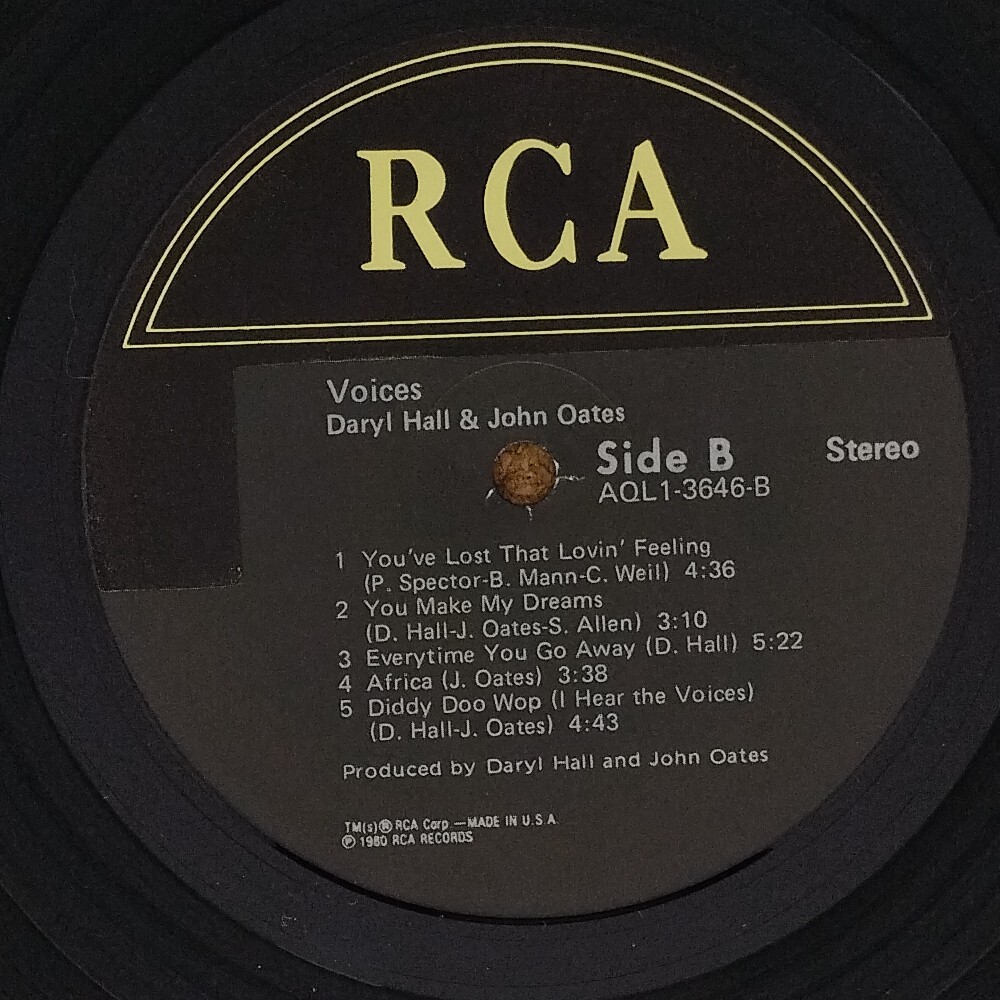 RCA
Voices
Daryl Hall & John Oates
Side B
Stereo
AQL1-3646-B
1 You've Lost That Lovin' Feeling
(P. Spector-B. Mann-C. Weil) 4:36
2 You Make My Dreams
(D. Hall-J. Oates-S. Allen) 3:10
3 Everytime You Go Away (D. Hall) 5:22
4 Africa (J. Oates) 3:38
5 Diddy Doo Wop (I Hear the Voices)
(D. Hall-J. Oates) 4:43
Produced by Daryl Hall and John Oates
TM(s)® RCA Corp.—MADE IN U.S.A.
℗ 1980 RCA RECORDS